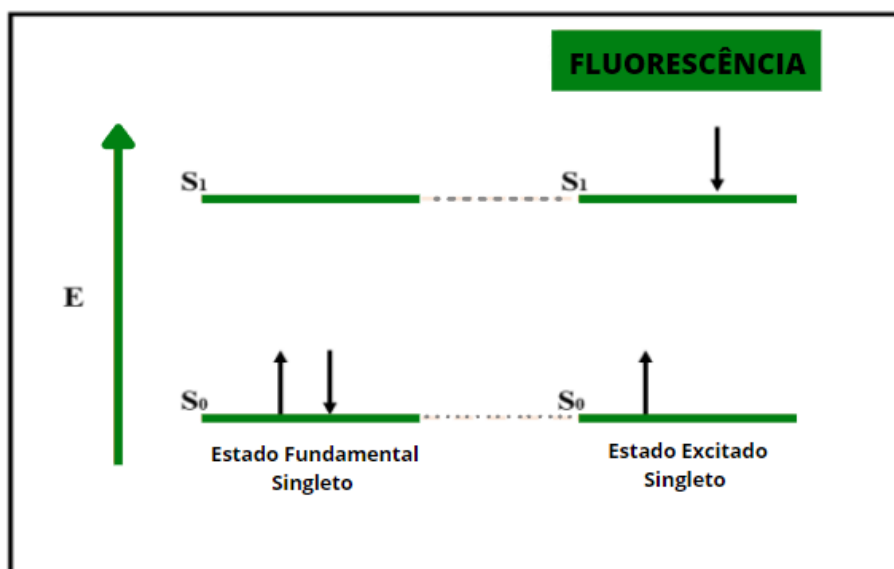 FLUORESCÊNCIA
S₁
S₁
E
S₀
S₀
Estado Fundamental
Singleto
Estado Excitado
Singleto